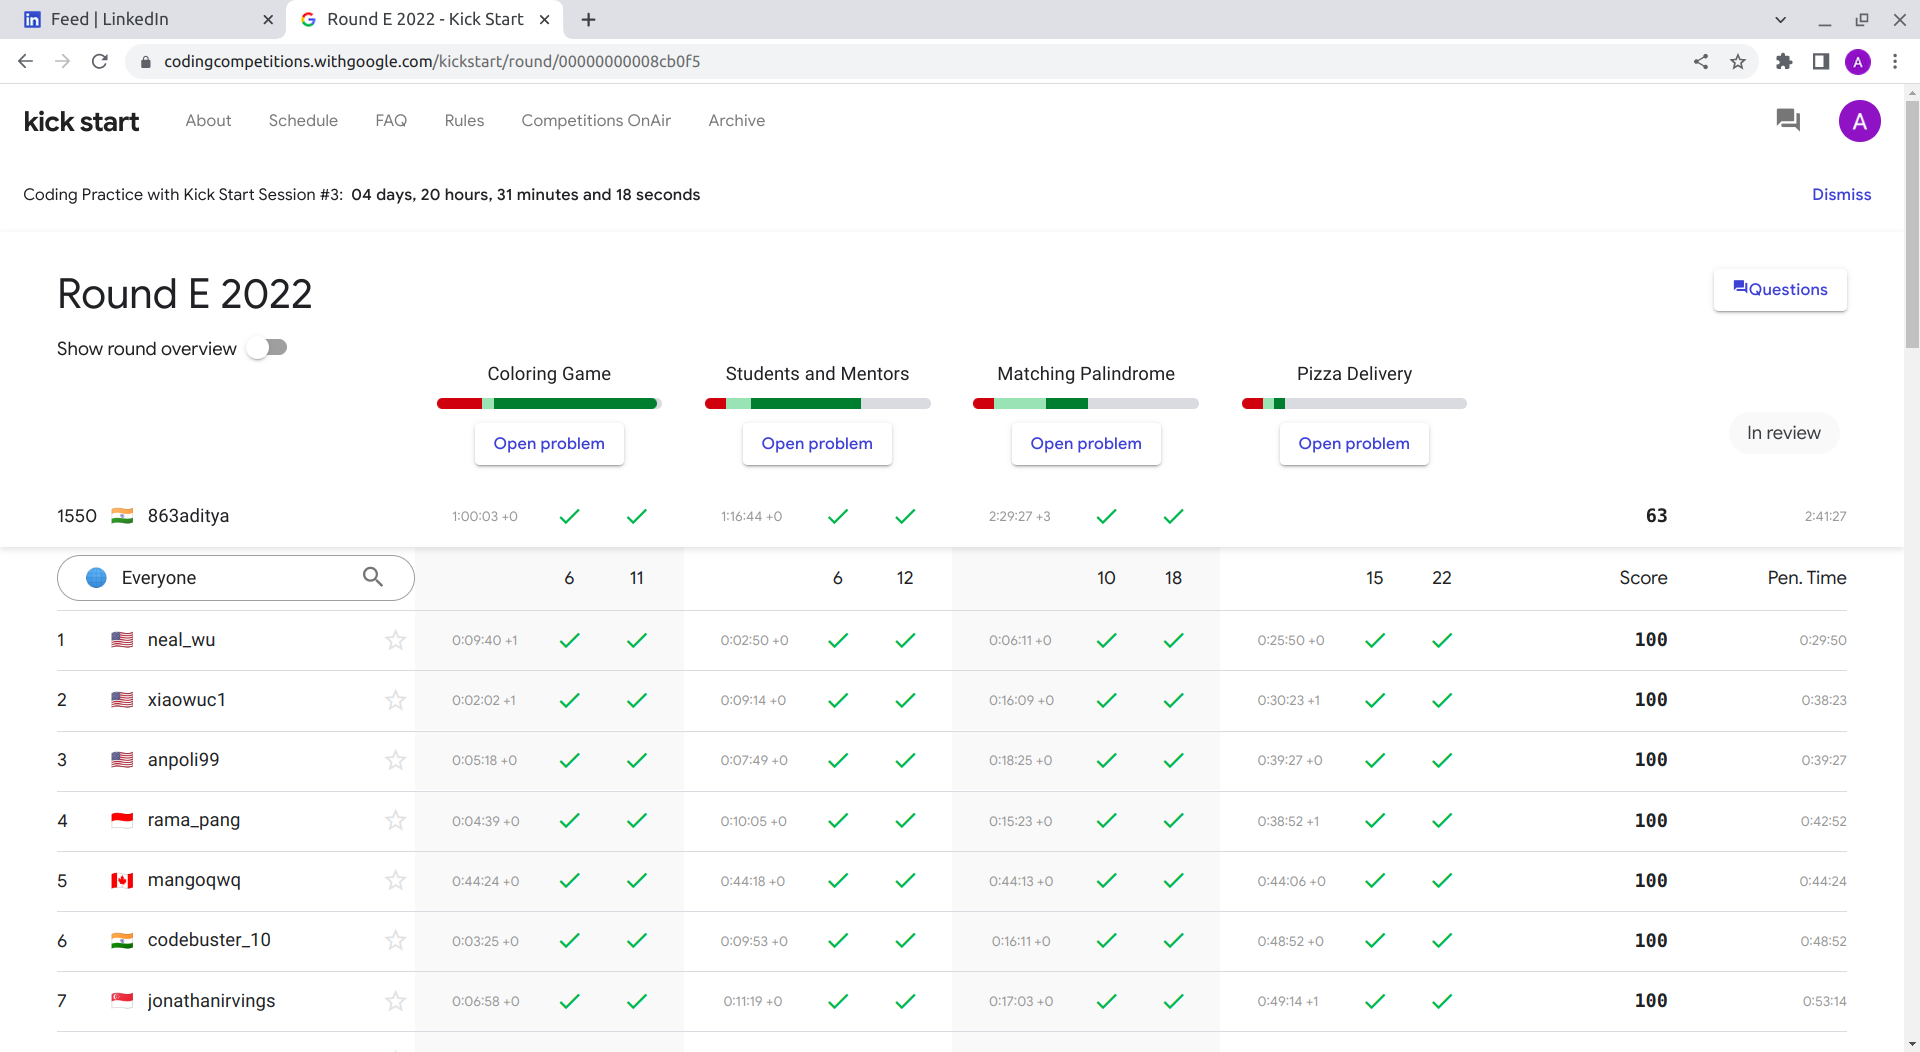 Feed | LinkedIn
Round E 2022 - Kick Start
codingcompetitions.withgoogle.com/kickstart/round/00000000008cb0f5
A
kick start
About
Schedule
FAQ
Rules
Competitions OnAir
Archive
A
Coding Practice with Kick Start Session #3: 04 days, 20 hours, 31 minutes and 18 seconds
Dismiss
Round E 2022
Questions
Show round overview
Coloring Game
Students and Mentors
Matching Palindrome
Pizza Delivery
Open problem
Open problem
Open problem
Open problem
In review
1550 863aditya 1:00:03 +0 1:16:44 +0 2:29:27 +3 63 2:41:27
Everyone 6 11 6 12 10 18 15 22 Score Pen. Time
1 neal_wu 0:09:40 +1 0:02:50 +0 0:06:11 +0 0:25:50 +0 100 0:29:50
2 xiaowuc1 0:02:02 +1 0:09:14 +0 0:16:09 +0 0:30:23 +1 100 0:38:23
3 anpoli99 0:05:18 +0 0:07:49 +0 0:18:25 +0 0:39:27 +0 100 0:39:27
4 rama_pang 0:04:39 +0 0:10:05 +0 0:15:23 +0 0:38:52 +1 100 0:42:52
5 mangoqwq 0:44:24 +0 0:44:18 +0 0:44:13 +0 0:44:06 +0 100 0:44:24
6 codebuster_10 0:03:25 +0 0:09:53 +0 0:16:11 +0 0:48:52 +0 100 0:48:52
7 jonathanirvings 0:06:58 +0 0:11:19 +0 0:17:03 +0 0:49:14 +1 100 0:53:14